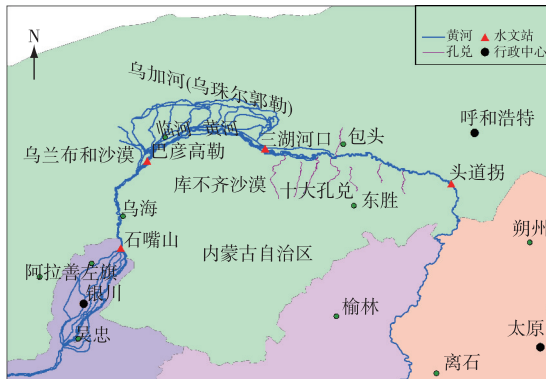 黄河 水文站
孔兑 行政中心
N
乌加河(乌珠尔郭勒)
临河 黄河
呼和浩特
包头
三湖河口
乌兰布和沙漠
巴彦高勒
头道拐
库不齐沙漠
十大孔兑
东胜
乌海
朔州
石嘴山
内蒙古自治区
阿拉善左旗
银川
榆林
吴忠
太原
离石